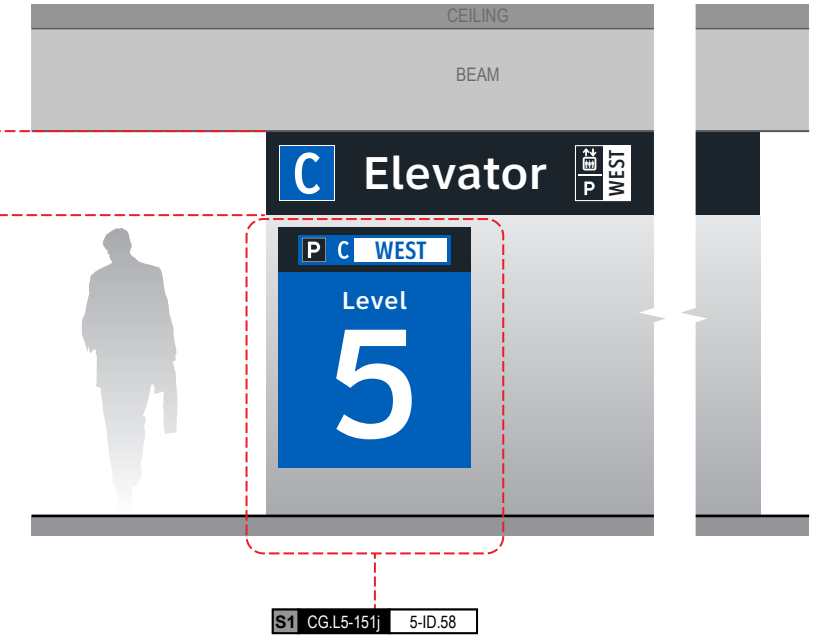 CEILING
BEAM
C Elevator P WEST
P C WEST
Level
5
S1 CG.L5-151j 5-ID.58